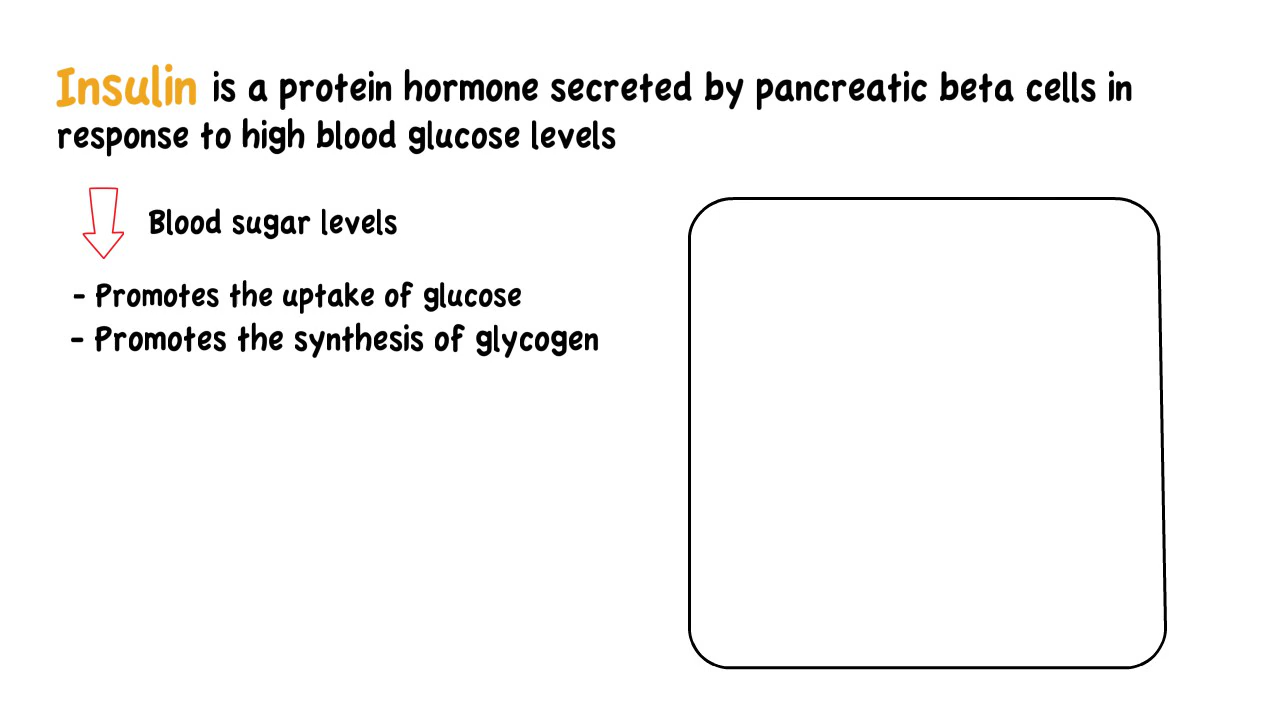 Insulin is a protein hormone secreted by pancreatic beta cells in
response to high blood glucose levels
Blood sugar levels
- Promotes the uptake of glucose
- Promotes the synthesis of glycogen